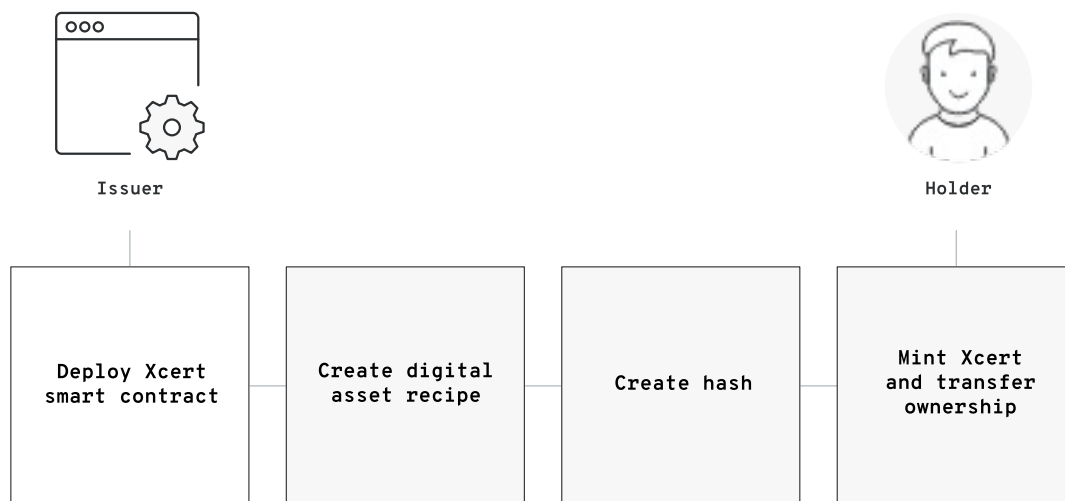 Issuer
Holder
Deploy Xcert
smart contract
Create digital
asset recipe
Create hash
Mint Xcert
and transfer
ownership